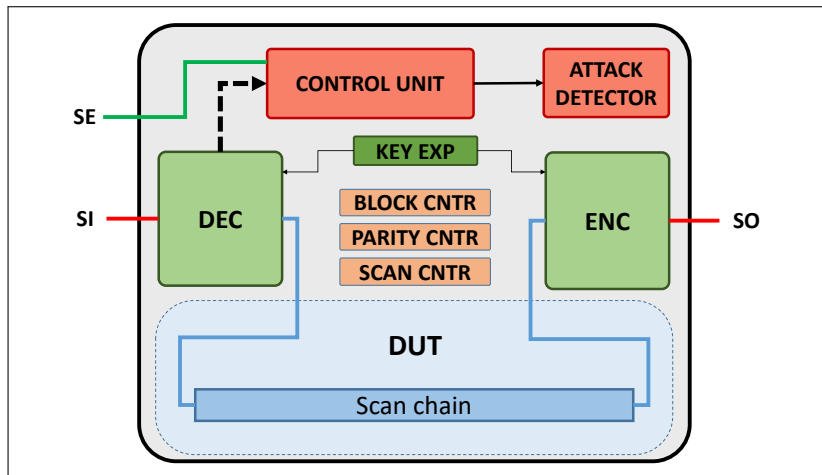 CONTROL UNIT
ATTACK
DETECTOR
SE
KEY EXP
SI
DEC
BLOCK CNTR
PARITY CNTR
SCAN CNTR
ENC
SO
DUT
Scan chain